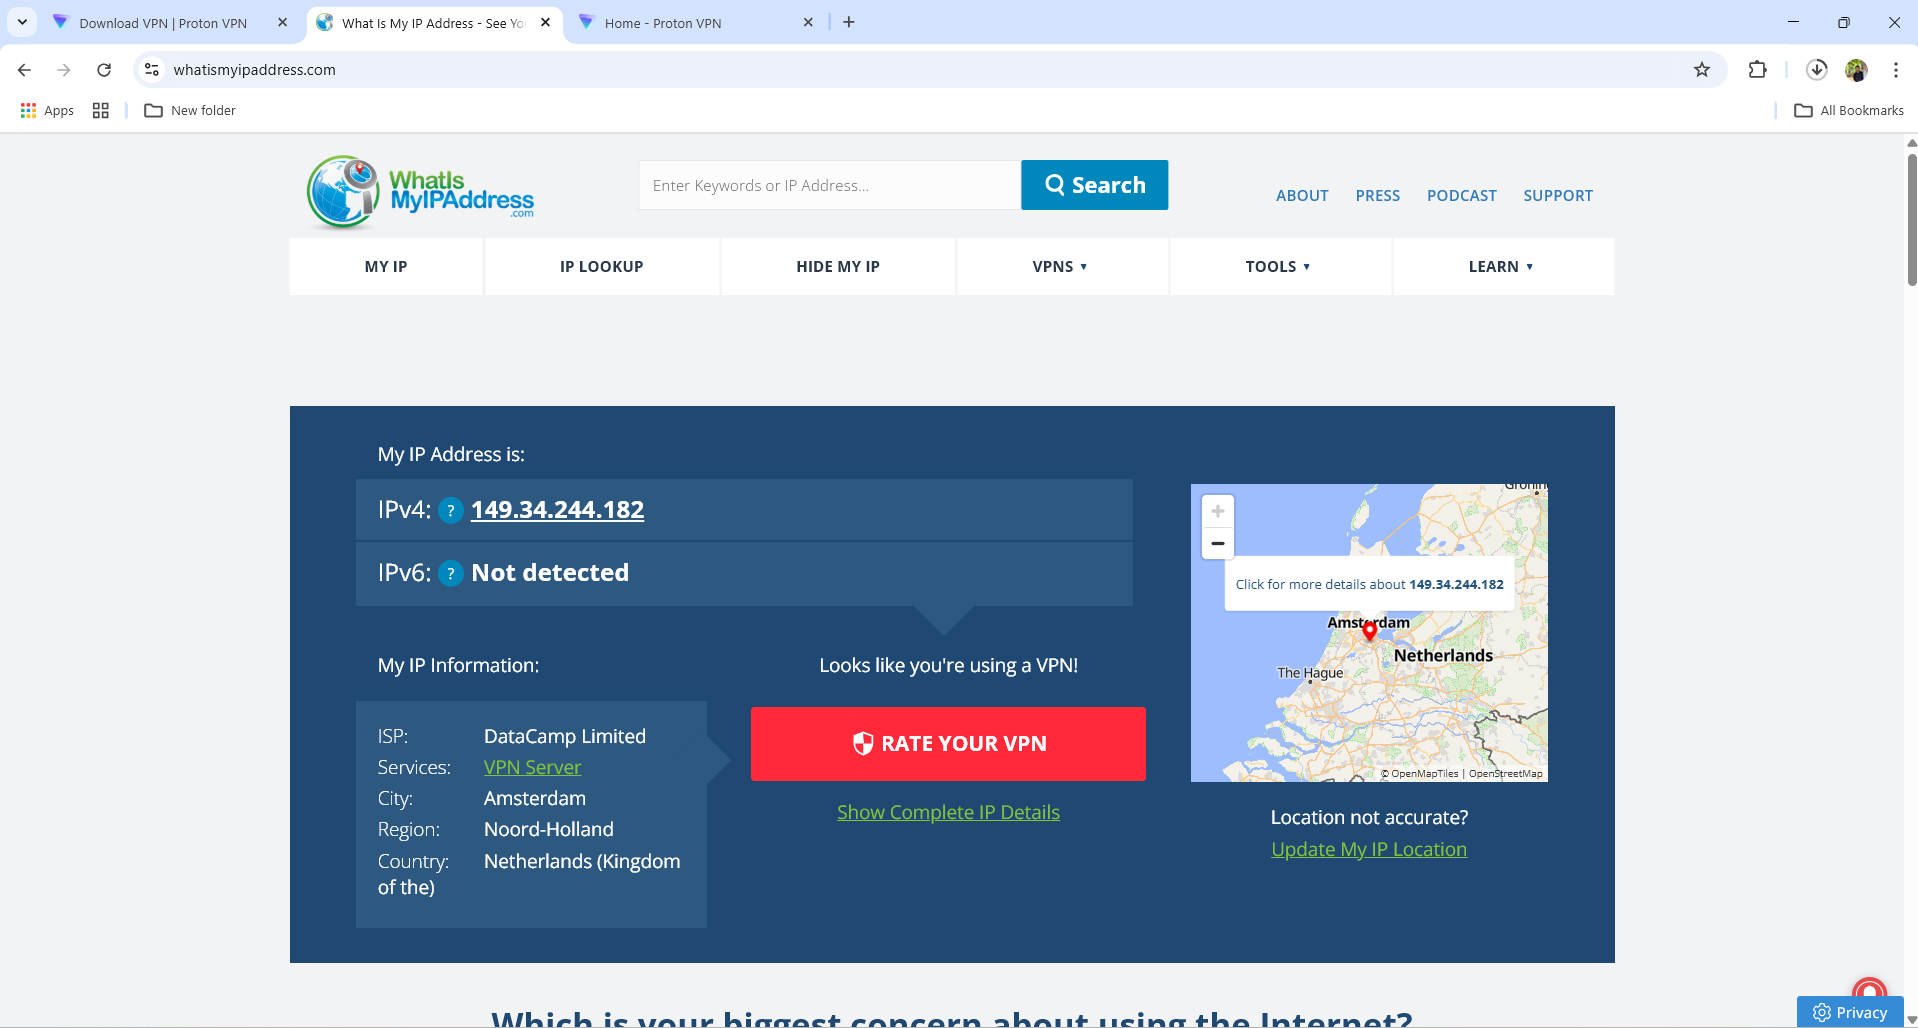 Download VPN | Proton VPN
What Is My IP Address - See Yo
Home - Proton VPN
whatismyipaddress.com
Apps
New folder
All Bookmarks
WhatIs
MyIPAddress
.com
Enter Keywords or IP Address...
Search
ABOUT
PRESS
PODCAST
SUPPORT
MY IP
IP LOOKUP
HIDE MY IP
VPNS ▾
TOOLS ▾
LEARN ▾
My IP Address is:
IPv4: ? 149.34.244.182
IPv6: ? Not detected
My IP Information:
ISP: DataCamp Limited
Services: VPN Server
City: Amsterdam
Region: Noord-Holland
Country: Netherlands (Kingdom
of the)
Looks like you're using a VPN!
RATE YOUR VPN
Show Complete IP Details
Gronin
+
−
Click for more details about 149.34.244.182
Amsterdam
Netherlands
The Hague
© OpenMapTiles | OpenStreetMap
Location not accurate?
Update My IP Location
Which is your biggest concern about using the Internet?
Privacy